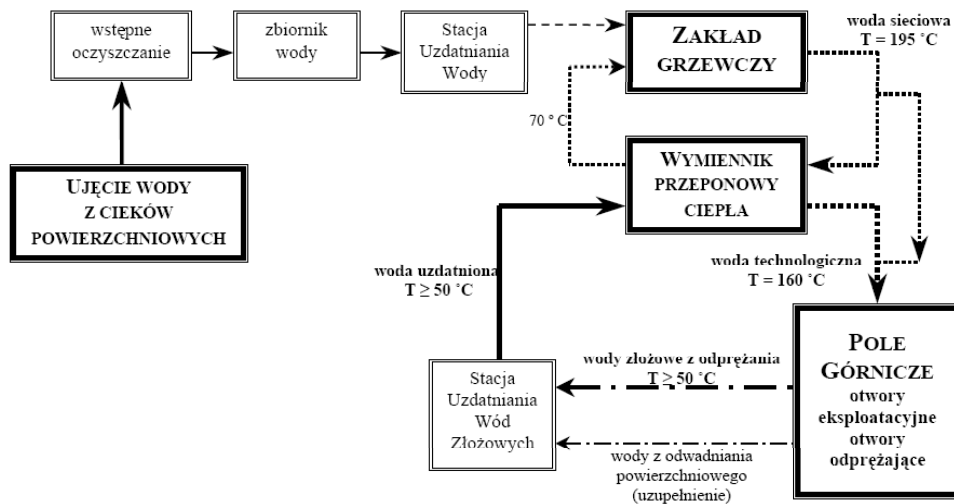 wstępne
oczyszczanie
zbiornik
wody
Stacja
Uzdatniania
Wody
ZAKŁAD
GRZEWCZY
woda sieciowa
T = 195 ˚C
70 º C
UJĘCIE WODY
Z CIEKÓW
POWIERZCHNIOWYCH
WYMIENNIK
PRZEPONOWY
CIEPŁA
woda uzdatniona
T ≥ 50 ˚C
woda technologiczna
T = 160 ˚C
Stacja
Uzdatniania
Wód
Złożowych
wody złożowe z odprężania
T ≥ 50 ˚C
wody z odwadniania
powierzchniowego
(uzupełnienie)
POLE
GÓRNICZE
otwory
eksploatacyjne
otwory
odprężające